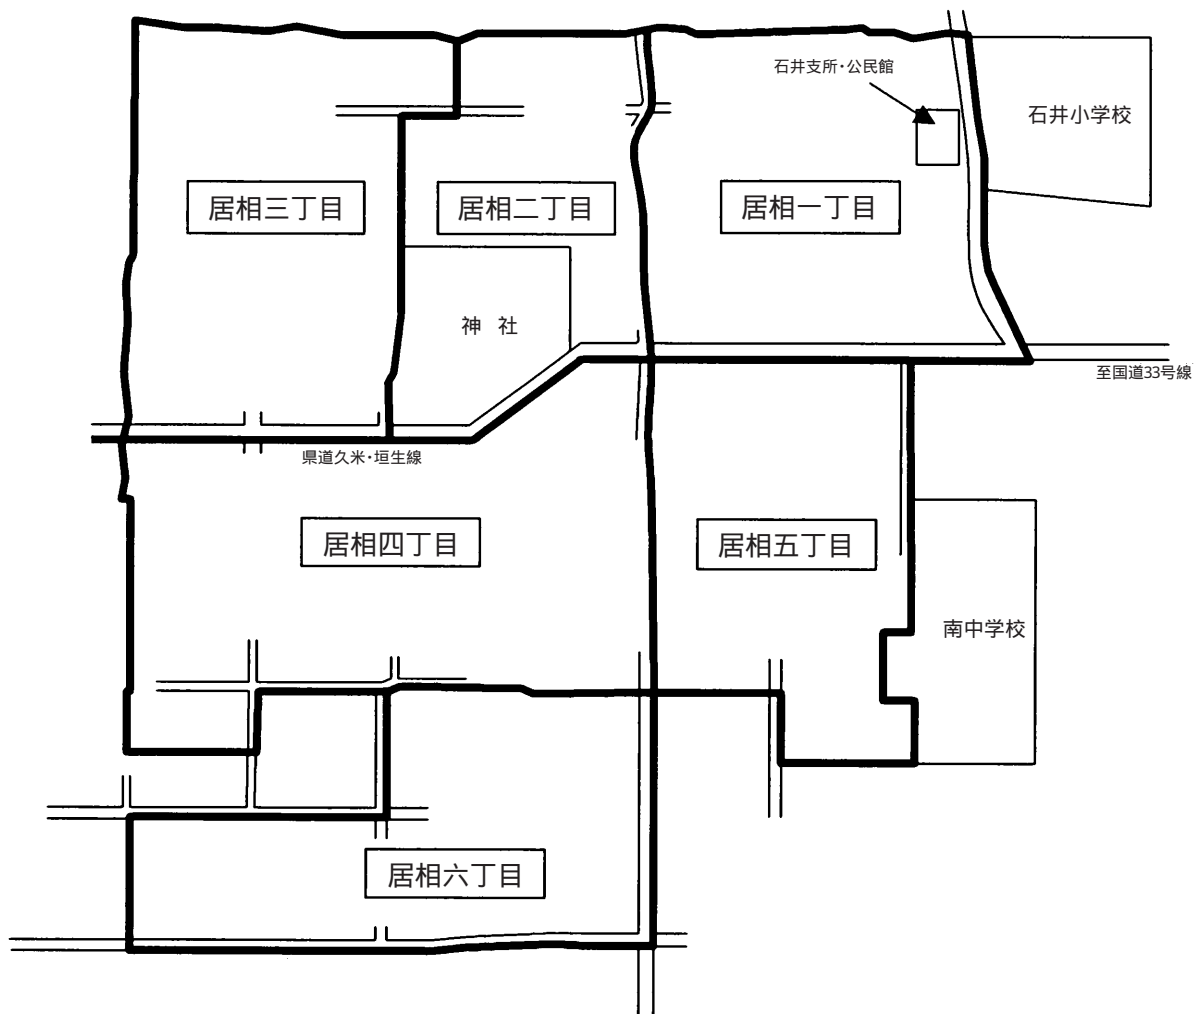 石井支所・公民館
石井小学校
居相三丁目
居相二丁目
居相一丁目
神 社
至国道33号線
県道久米・垣生線
居相四丁目
居相五丁目
南中学校
居相六丁目